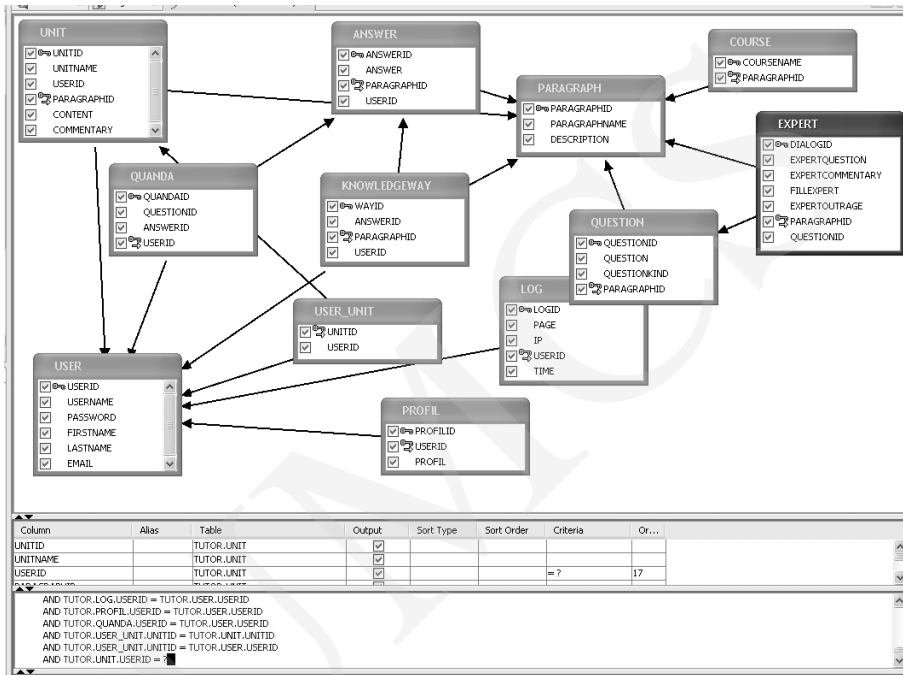 UNIT
UNITID
UNITNAME
USERID
PARAGRAPHID
CONTENT
COMMENTARY
ANSWER
ANSWERID
ANSWER
PARAGRAPHID
USERID
PARAGRAPH
PARAGRAPHID
PARAGRAPHNAME
DESCRIPTION
COURSE
COURSENAME
PARAGRAPHID
EXPERT
DIALOGID
EXPERTQUESTION
EXPERTCOMMENTARY
FILLEXPERT
EXPERTOUTRAGE
PARAGRAPHID
QUESTIONID
QUANDA
QUANDAID
QUESTIONID
ANSWERID
USERID
KNOWLEDGEWAY
WAYID
ANSWERID
PARAGRAPHID
USERID
QUESTION
QUESTIONID
QUESTION
QUESTIONKIND
PARAGRAPHID
LOG
LOGID
PAGE
IP
USERID
TIME
USER_UNIT
UNITID
USERID
USER
USERID
USERNAME
PASSWORD
FIRSTNAME
LASTNAME
EMAIL
PROFIL
PROFILID
USERID
PROFIL
Column Alias Table Output Sort Type Sort Order Criteria Or...
UNITID TUTOR.UNIT
UNITNAME TUTOR.UNIT
USERID TUTOR.UNIT = ? 17
AND TUTOR.LOG.USERID = TUTOR.USER.USERID
AND TUTOR.PROFIL.USERID = TUTOR.USER.USERID
AND TUTOR.QUANDA.USERID = TUTOR.USER.USERID
AND TUTOR.USER_UNIT.UNITID = TUTOR.UNIT.UNITID
AND TUTOR.USER_UNIT.UNITID = TUTOR.USER.USERID
AND TUTOR.UNIT.USERID = ?
UMCS